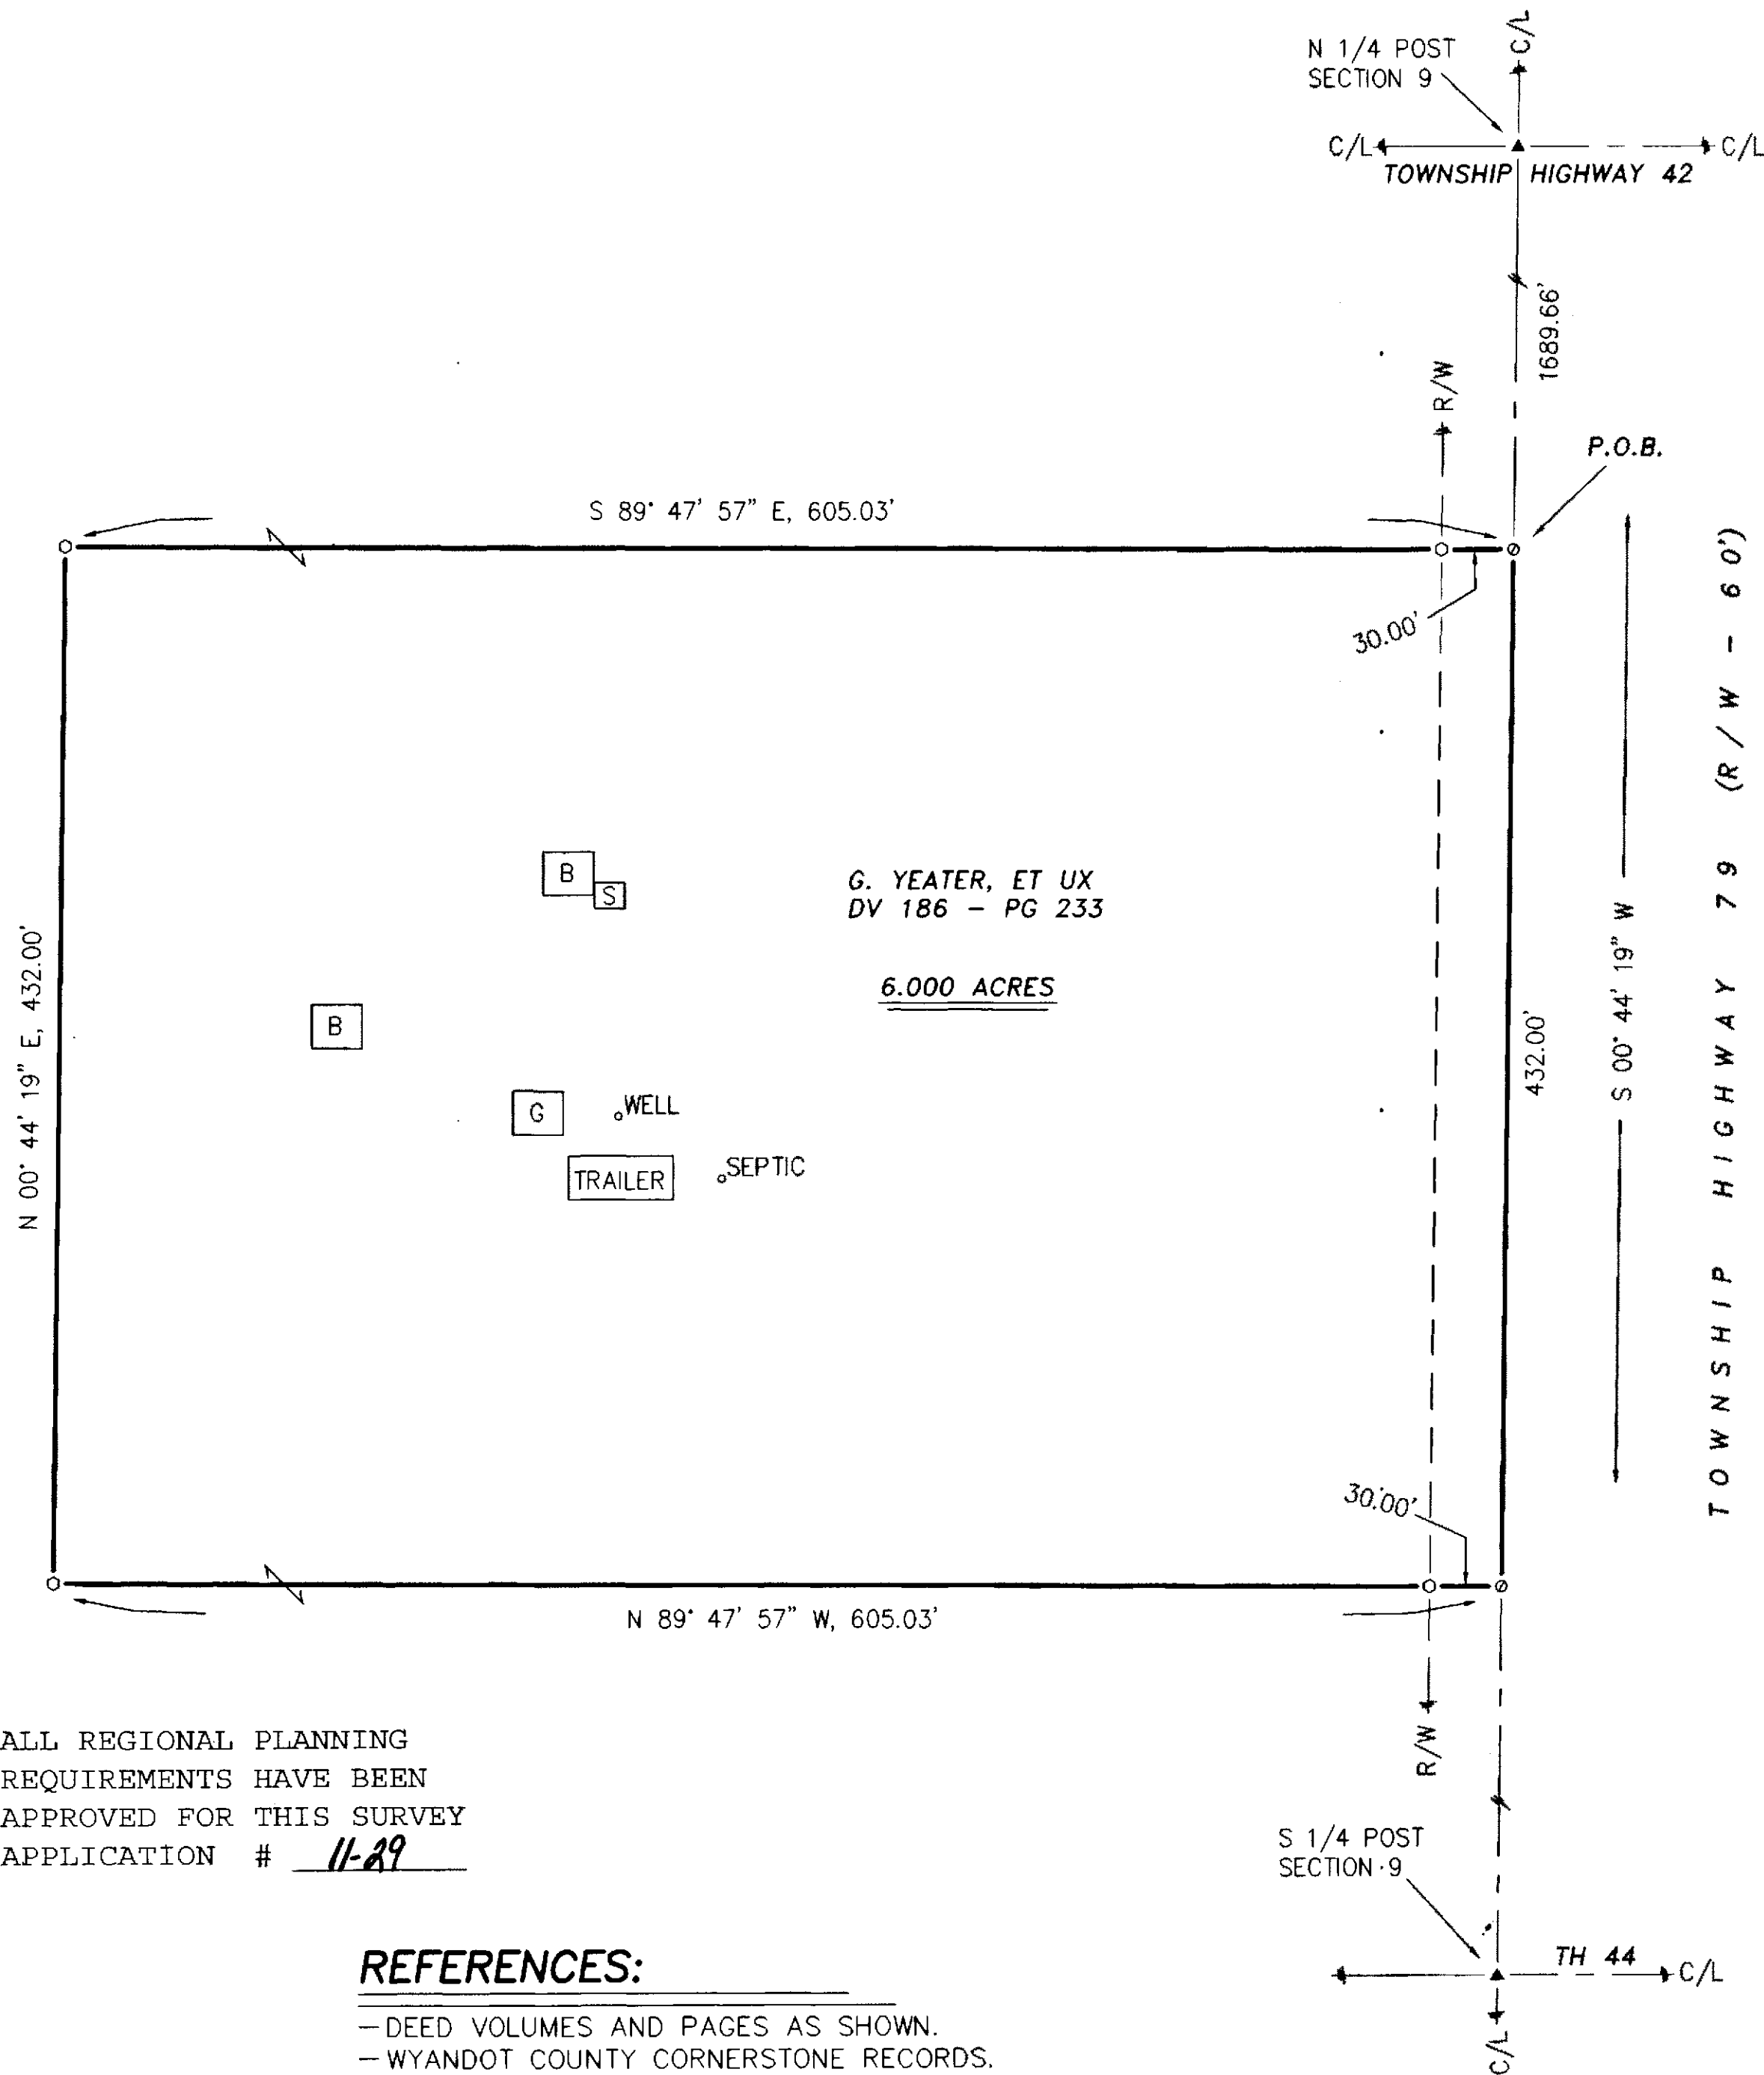 C/L
N 1/4 POST
SECTION 9
C/L
C/L
TOWNSHIP HIGHWAY 42
1689.66'
R/W
P.O.B.
S 89° 47' 57" E, 605.03'
30.00'
TOWNSHIP HIGHWAY 79 (R/W - 60')
B
S
G. YEATER, ET UX
DV 186 - PG 233
6.000 ACRES
N 00° 44' 19" E, 432.00'
S 00° 44' 19" W
432.00'
B
G
WELL
TRAILER
SEPTIC
30.00'
N 89° 47' 57" W, 605.03'
R/W
ALL REGIONAL PLANNING
REQUIREMENTS HAVE BEEN
APPROVED FOR THIS SURVEY
APPLICATION # 11-29
S 1/4 POST
SECTION 9
TH 44
C/L
C/L
REFERENCES:
- DEED VOLUMES AND PAGES AS SHOWN.
- WYANDOT COUNTY CORNERSTONE RECORDS.